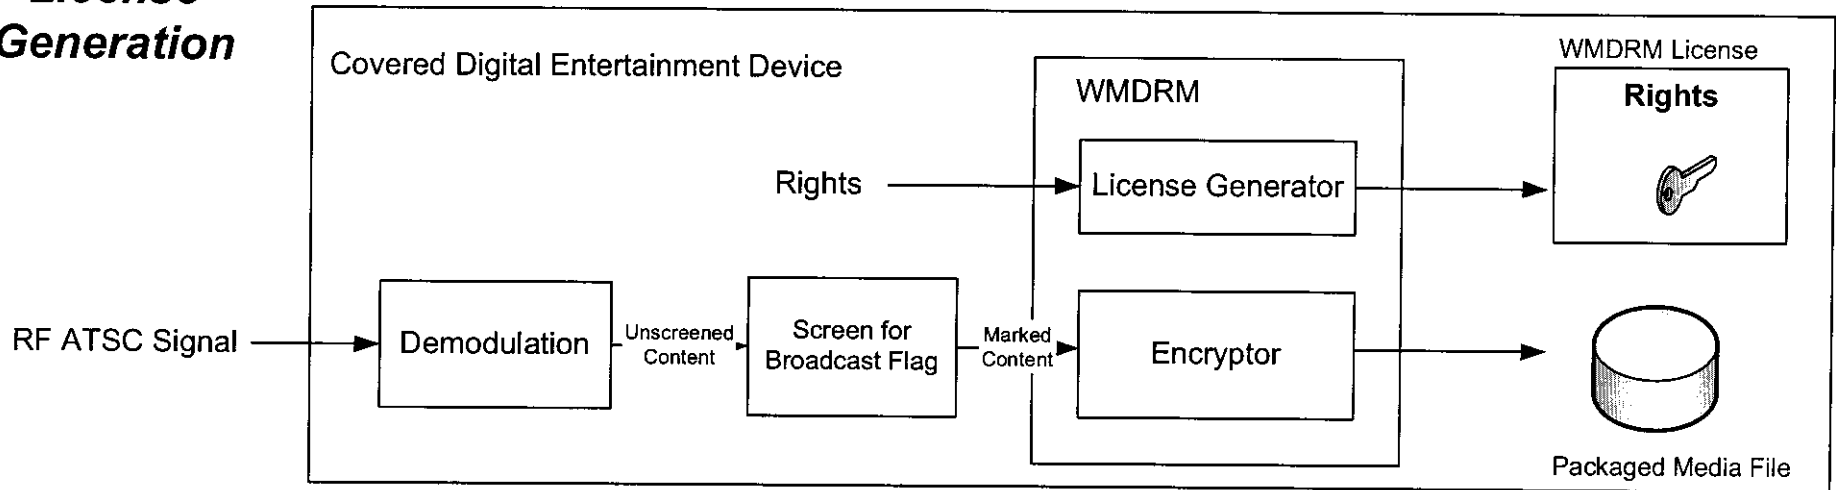 License
Generation
Covered Digital Entertainment Device
WMDRM
WMDRM License
Rights
Rights
License Generator
RF ATSC Signal
Demodulation
Unscreened
Content
Screen for
Broadcast Flag
Marked
Content
Encryptor
Packaged Media File